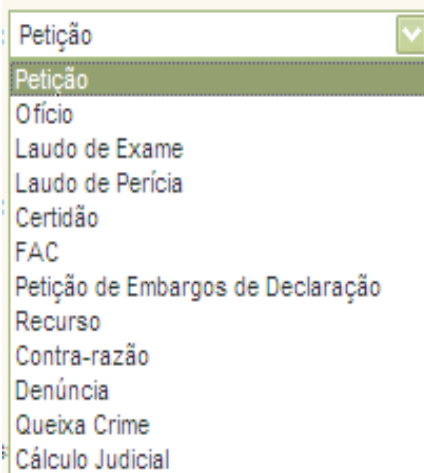 Petição
Petição
Ofício
Laudo de Exame
Laudo de Perícia
Certidão
FAC
Petição de Embargos de Declaração
Recurso
Contra-razão
Denúncia
Queixa Crime
Cálculo Judicial